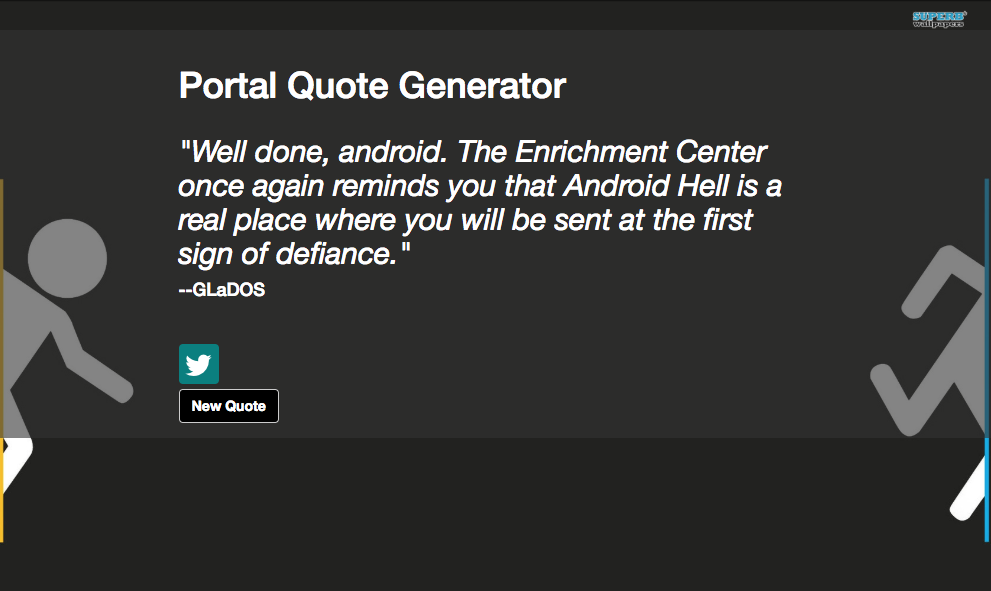 SUPERB
wallpapers
Portal Quote Generator
"Well done, android. The Enrichment Center
once again reminds you that Android Hell is a
real place where you will be sent at the first
sign of defiance."
--GLaDOS
New Quote